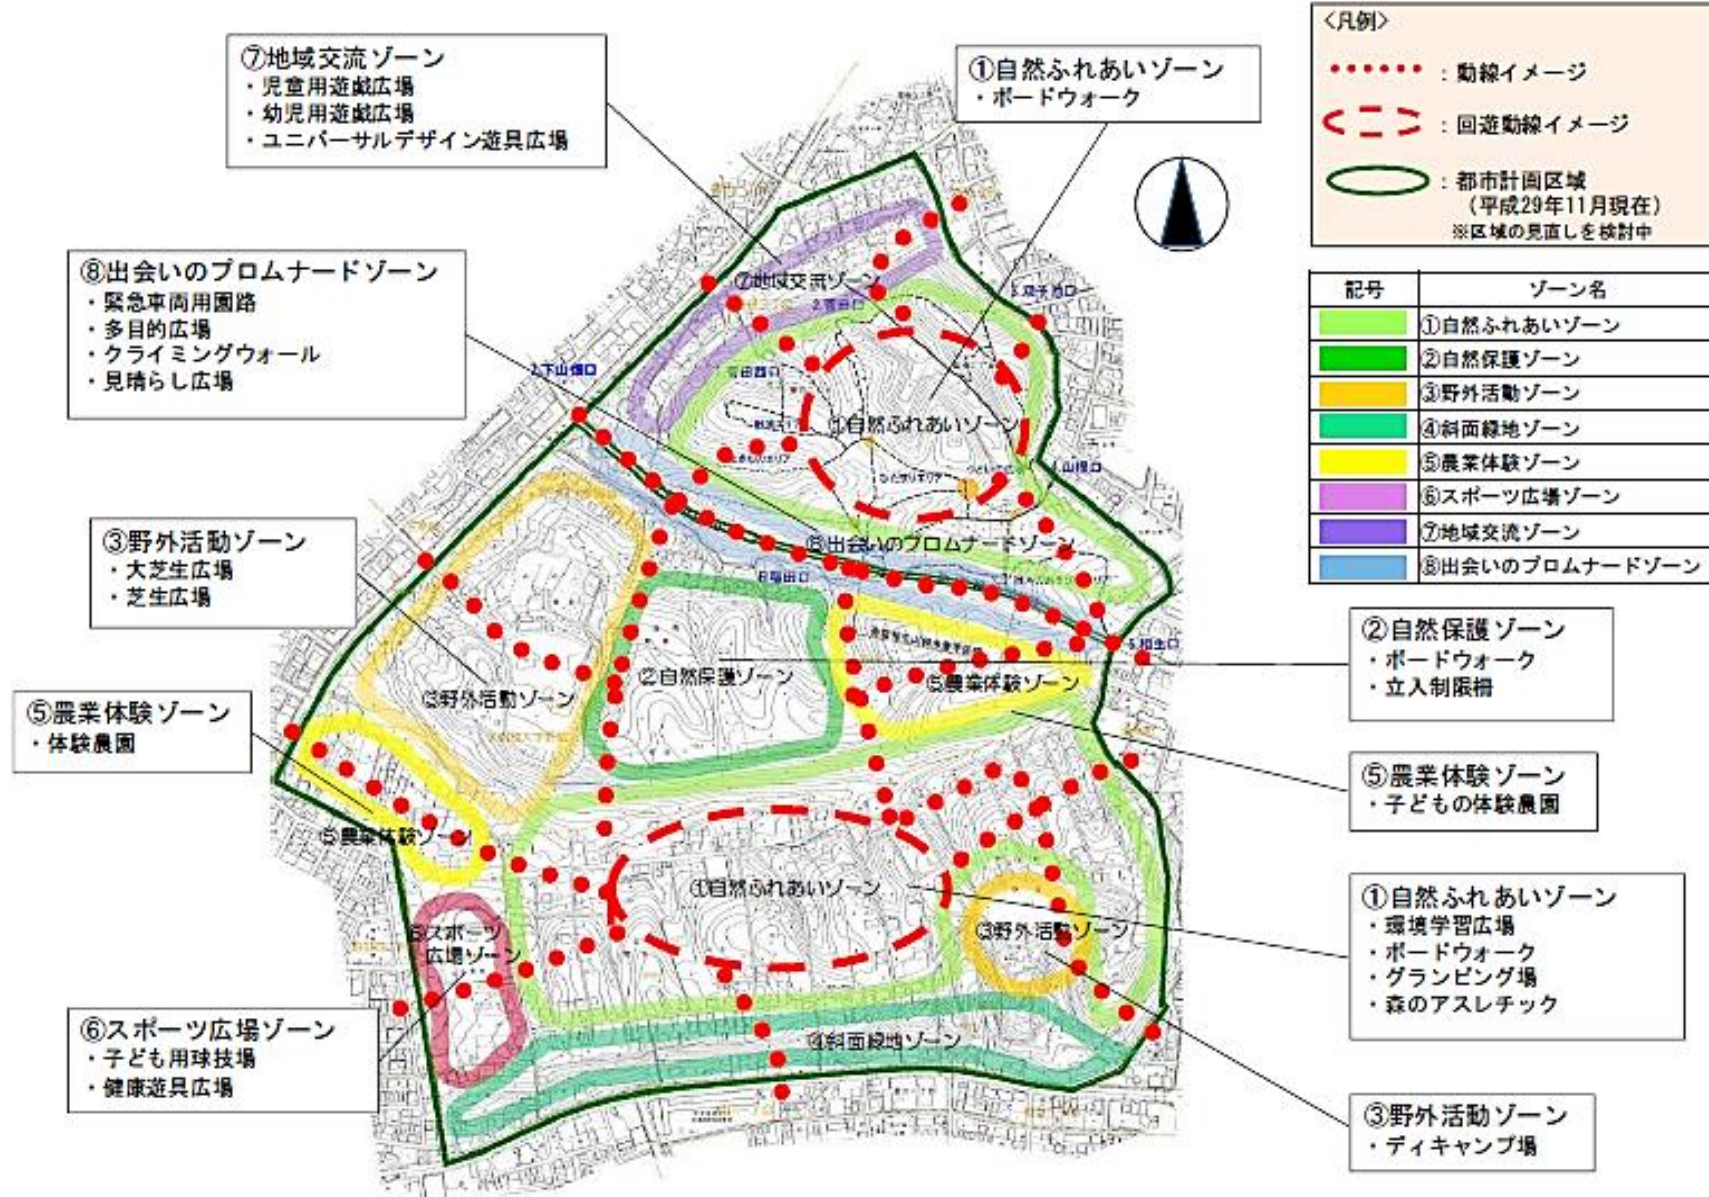 ⑦地域交流ゾーン
・児童用遊戯広場
・幼児用遊戯広場
・ユニバーサルデザイン遊具広場
①自然ふれあいゾーン
・ボードウォーク
<凡例>
：動線イメージ
：回遊動線イメージ
：都市計画区域
（平成29年11月現在）
※区域の見直しを検討中
記号 ゾーン名
①自然ふれあいゾーン
②自然保護ゾーン
③野外活動ゾーン
④斜面緑地ゾーン
⑤農業体験ゾーン
⑥スポーツ広場ゾーン
⑦地域交流ゾーン
⑧出会いのプロムナードゾーン
⑧出会いのプロムナードゾーン
・緊急車両用園路
・多目的広場
・クライミングウォール
・見晴らし広場
③野外活動ゾーン
・大芝生広場
・芝生広場
⑤農業体験ゾーン
・体験農園
⑥スポーツ広場ゾーン
・子ども用球技場
・健康遊具広場
②自然保護ゾーン
・ボードウォーク
・立入制限柵
⑤農業体験ゾーン
・子どもの体験農園
①自然ふれあいゾーン
・環境学習広場
・ボードウォーク
・グランピング場
・森のアスレチック
③野外活動ゾーン
・ディキャンプ場
⑦地域交流ゾーン
①自然ふれあいゾーン
⑧出会いのプロムナードゾーン
②自然保護ゾーン
③野外活動ゾーン
⑤農業体験ゾーン
⑤農業体験ゾーン
①自然ふれあいゾーン
③野外活動ゾーン
⑥スポーツ
広場ゾーン
④斜面緑地ゾーン